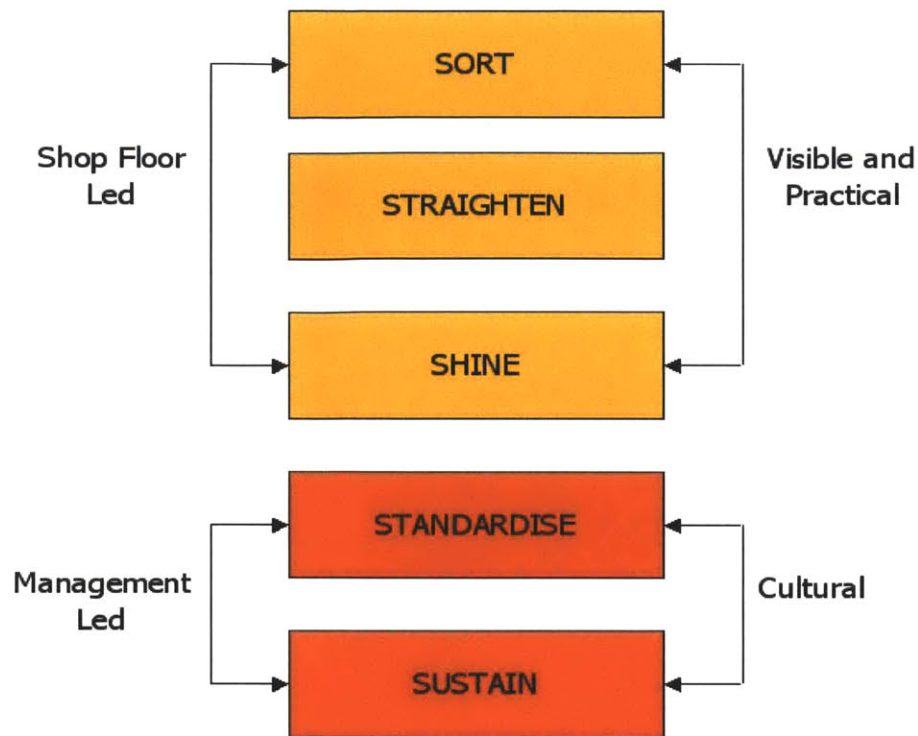 SORT
Shop Floor
Led
Visible and
Practical
STRAIGHTEN
SHINE
STANDARDISE
Management
Led
Cultural
SUSTAIN